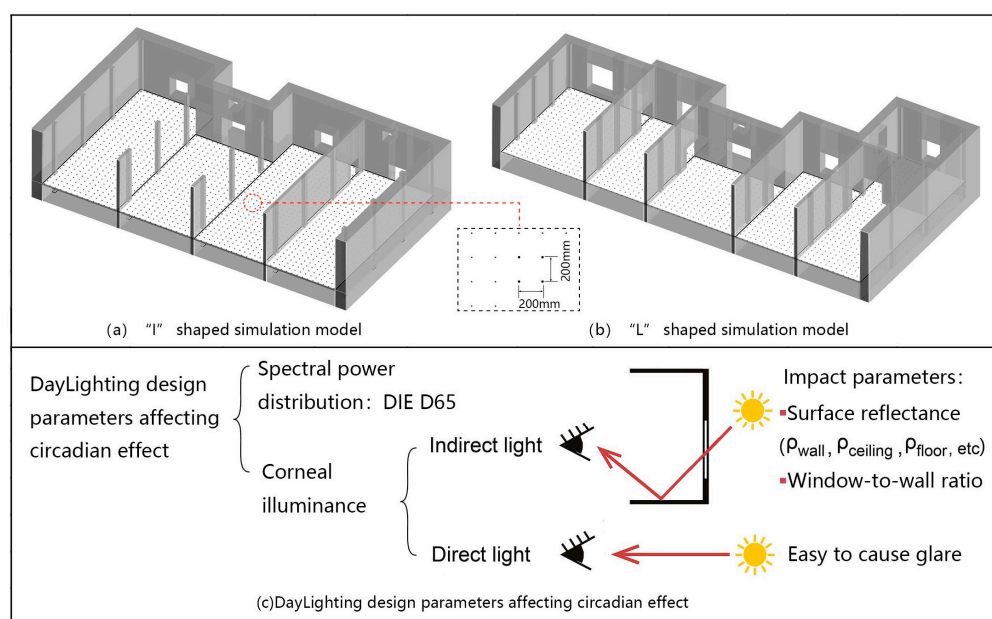 200mm
200mm
(a) “I” shaped simulation model
(b) “L” shaped simulation model
DayLighting design
parameters affecting
circadian effect
Spectral power
distribution: DIE D65
Corneal
illuminance
Indirect light
Direct light
Impact parameters:
▪Surface reflectance
(ρwall, ρceiling, ρfloor, etc)
▪Window-to-wall ratio
Easy to cause glare
(c)DayLighting design parameters affecting circadian effect